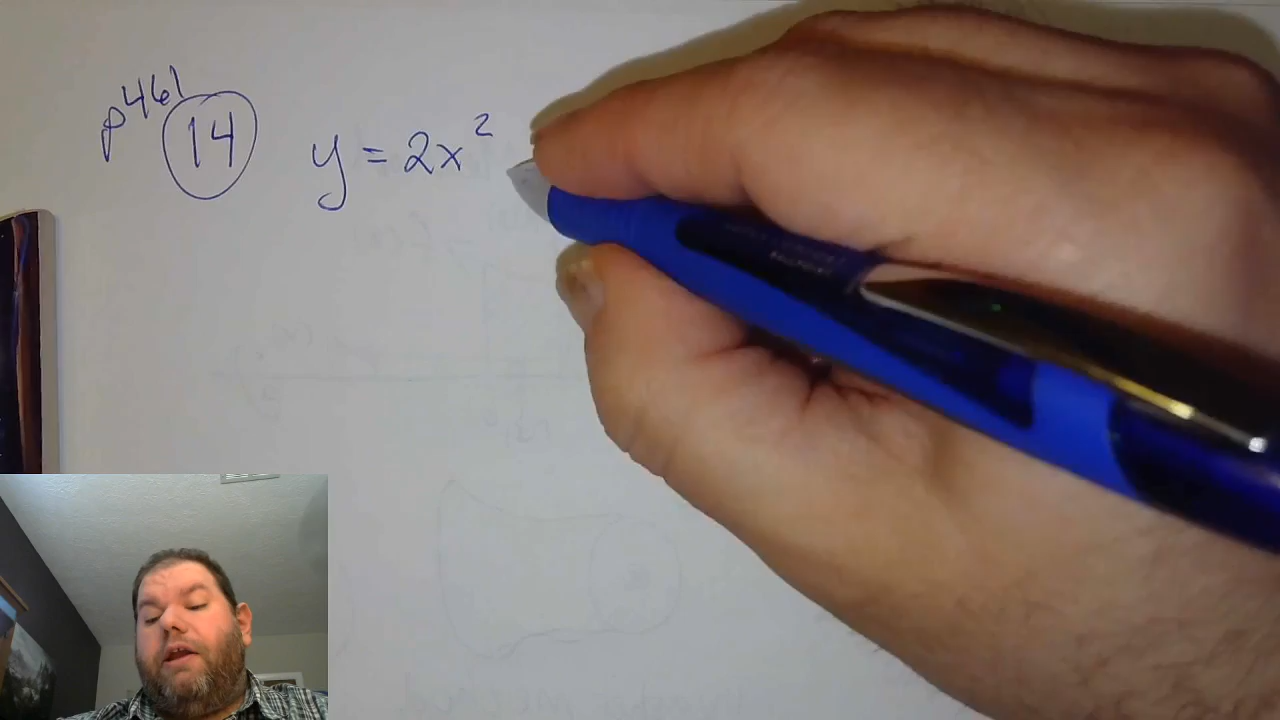 p461 14 y = 2x²